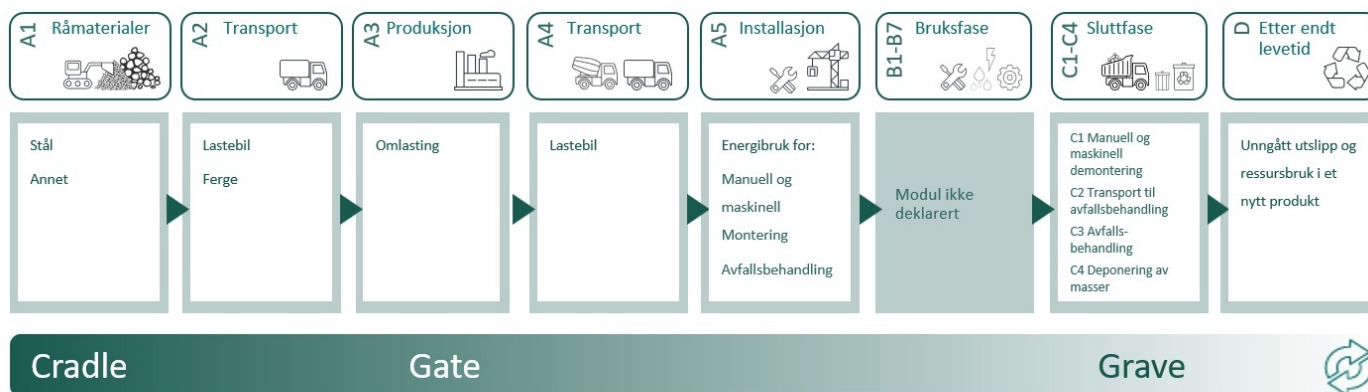 A1 Råmaterialer
A2 Transport
A3 Produksjon
A4 Transport
A5 Installasjon
B1-B7 Bruksfase
C1-C4 Sluttfase
D Etter endt
levetid
Stål
Annet
Lastebil
Ferge
Omlasting
Lastebil
Energibruk for:
Manuell og
maskinell
Montering
Avfallsbehandling
Modul ikke
deklarert
C1 Manuell og
maskinell
demontering
C2 Transport til
avfallsbehandling
C3 Avfalls-
behandling
C4 Deponering av
masser
Unngått utslipp og
ressursbruk i et
nytt produkt
Cradle Gate Grave